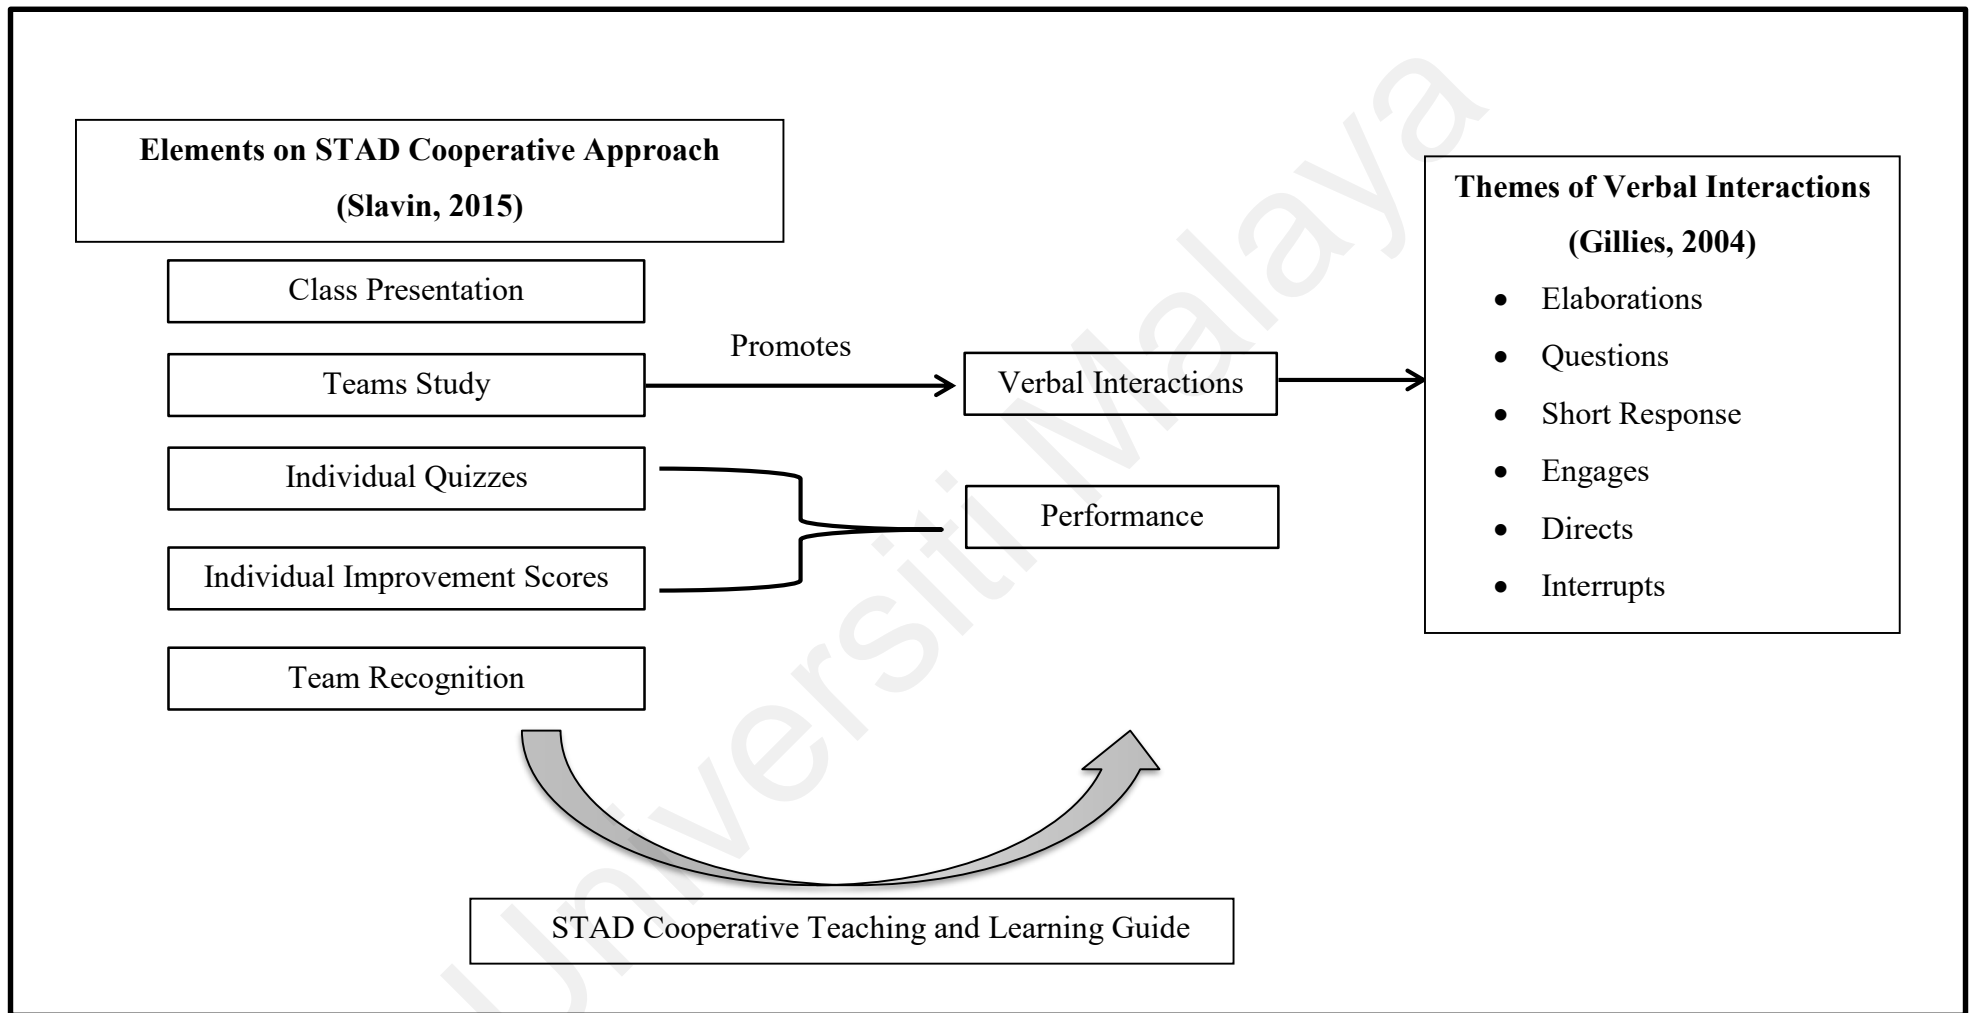 Elements on STAD Cooperative Approach
(Slavin, 2015)
Class Presentation
Teams Study
Individual Quizzes
Individual Improvement Scores
Team Recognition
Promotes
Verbal Interactions
Performance
Themes of Verbal Interactions
(Gillies, 2004)
• Elaborations
• Questions
• Short Response
• Engages
• Directs
• Interrupts
STAD Cooperative Teaching and Learning Guide
Universiti Malaya